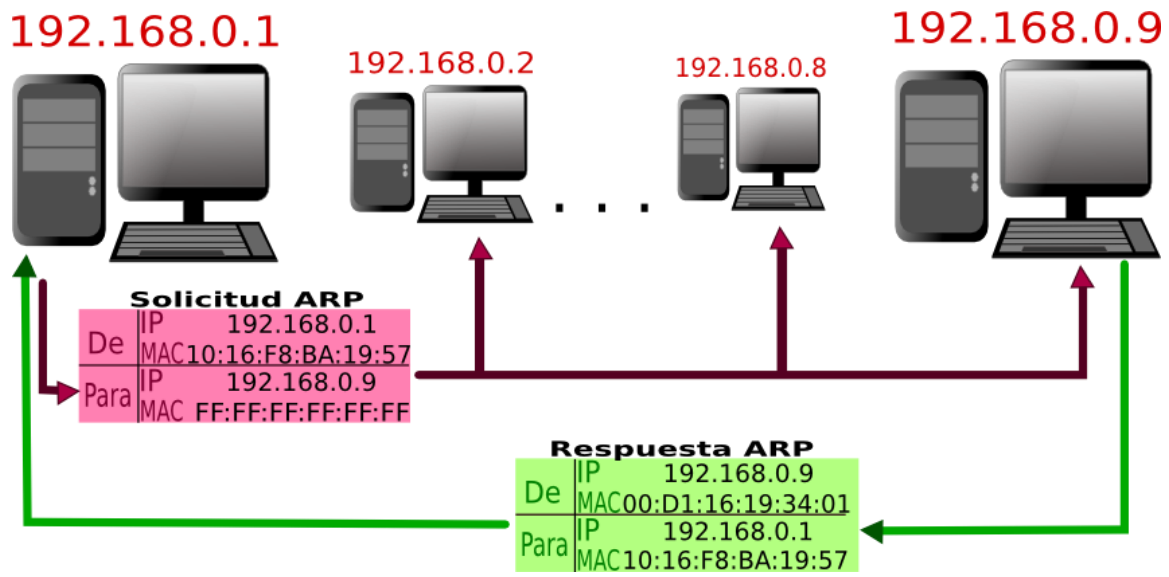 192.168.0.1
192.168.0.2
192.168.0.8
192.168.0.9
. . .
Solicitud ARP
De
IP 192.168.0.1
MAC 10:16:F8:BA:19:57
Para
IP 192.168.0.9
MAC FF:FF:FF:FF:FF:FF
Respuesta ARP
De
IP 192.168.0.9
MAC 00:D1:16:19:34:01
Para
IP 192.168.0.1
MAC 10:16:F8:BA:19:57